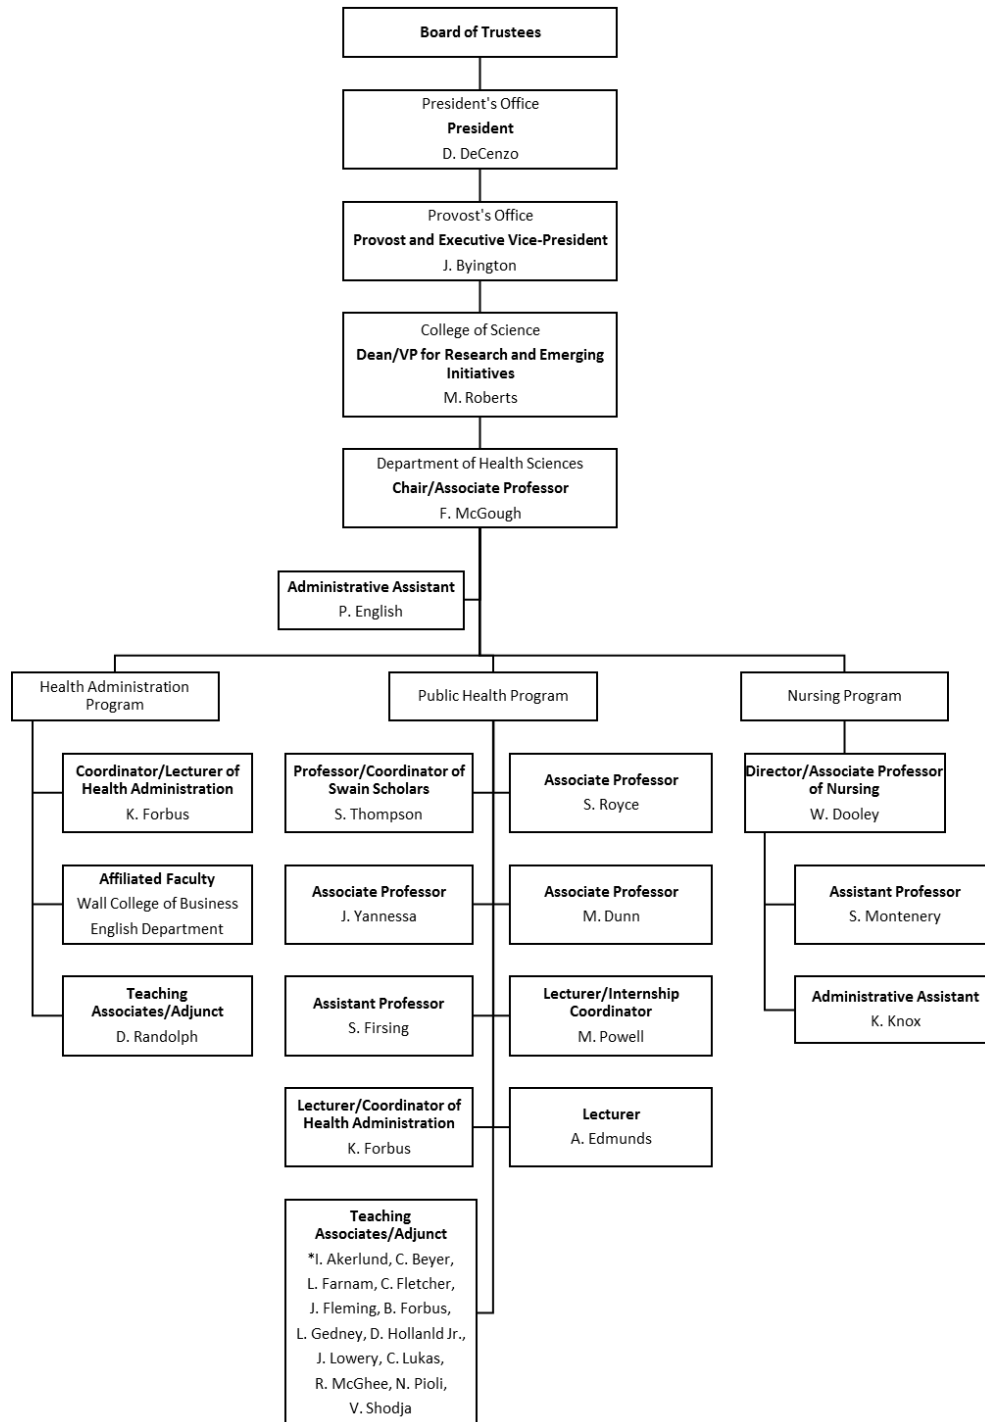 Board of Trustees
President's Office
President
D. DeCenzo
Provost's Office
Provost and Executive Vice-President
J. Byington
College of Science
Dean/VP for Research and Emerging
Initiatives
M. Roberts
Department of Health Sciences
Chair/Associate Professor
F. McGough
Administrative Assistant
P. English
Health Administration
Program
Coordinator/Lecturer of
Health Administration
K. Forbus
Affiliated Faculty
Wall College of Business
English Department
Teaching
Associates/Adjunct
D. Randolph
Public Health Program
Professor/Coordinator of
Swain Scholars
S. Thompson
Associate Professor
S. Royce
Associate Professor
J. Yannessa
Associate Professor
M. Dunn
Assistant Professor
S. Firsing
Lecturer/Internship
Coordinator
M. Powell
Lecturer/Coordinator of
Health Administration
K. Forbus
Lecturer
A. Edmunds
Teaching
Associates/Adjunct
*I. Akerlund, C. Beyer,
L. Farnam, C. Fletcher,
J. Fleming, B. Forbus,
L. Gedney, D. Hollanld Jr.,
J. Lowery, C. Lukas,
R. McGhee, N. Pioli,
V. Shodja
Nursing Program
Director/Associate Professor
of Nursing
W. Dooley
Assistant Professor
S. Montenery
Administrative Assistant
K. Knox